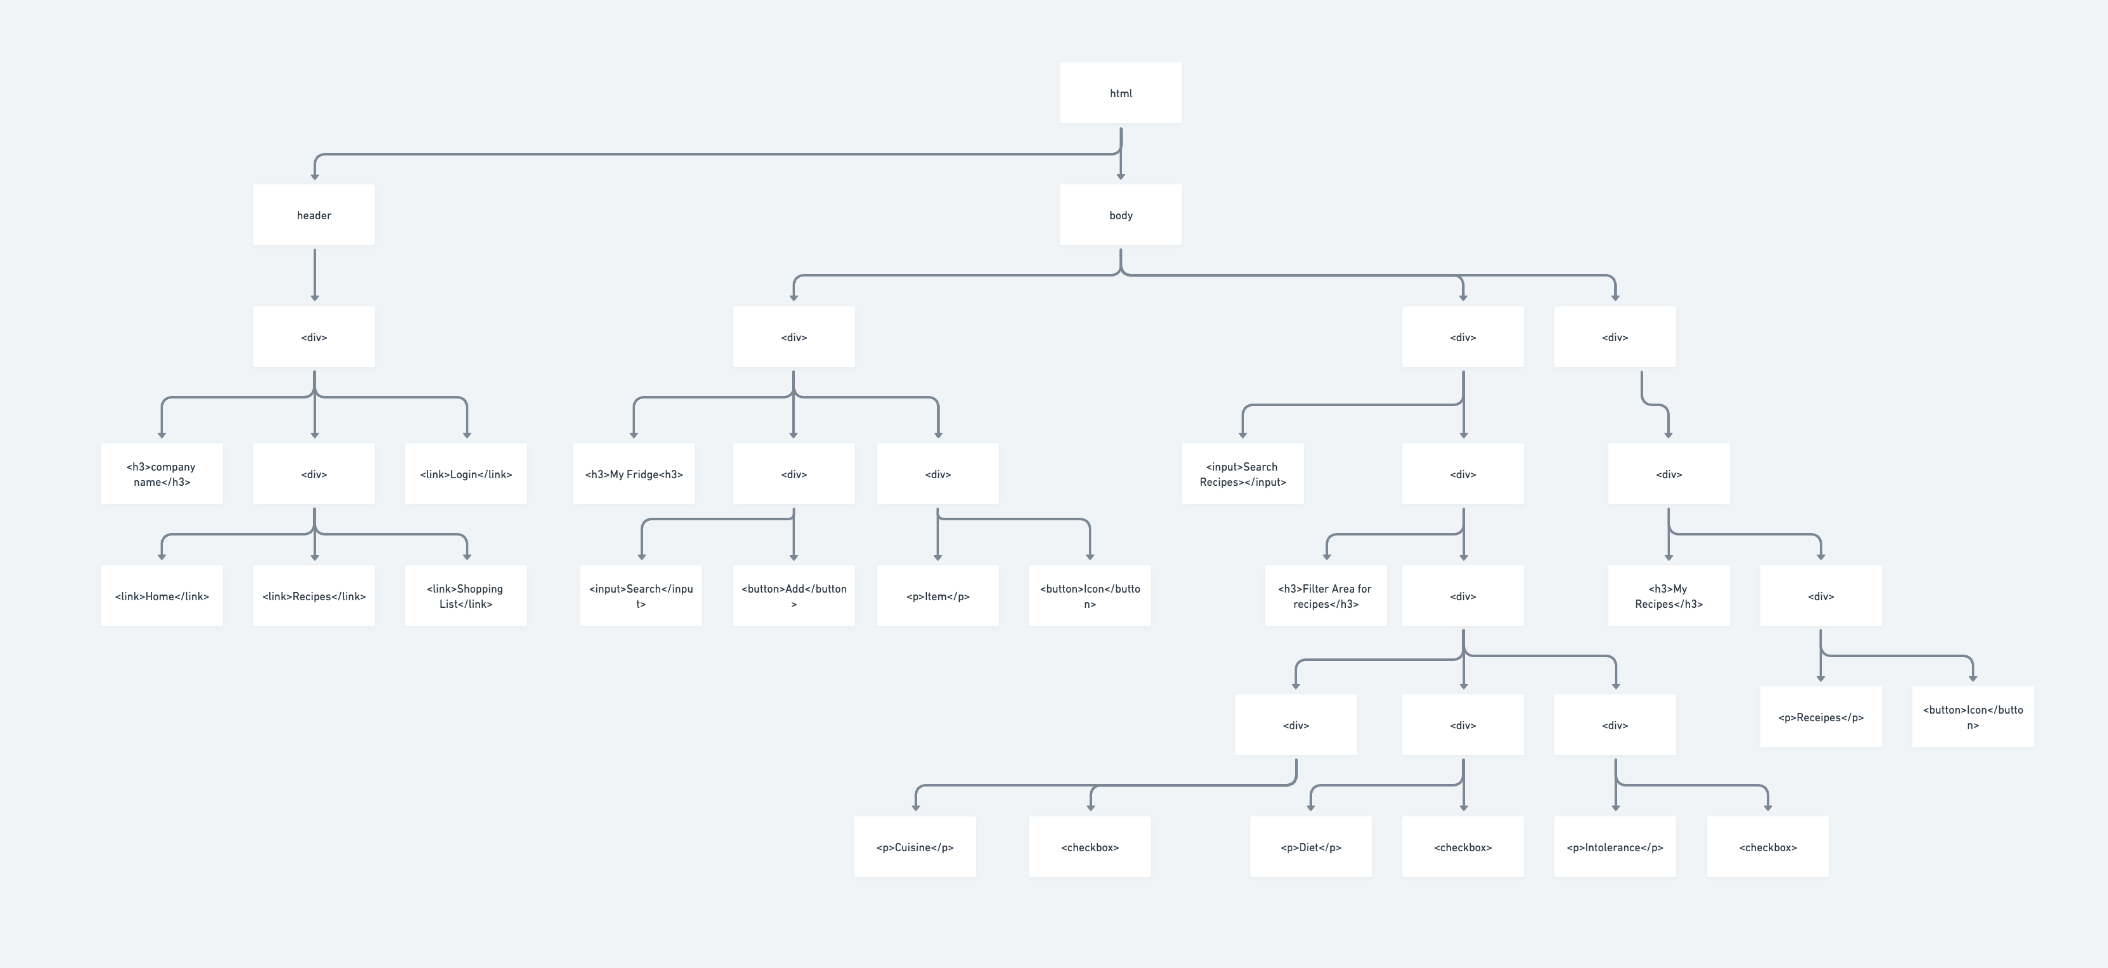 html
header
body
<div>
<div>
<div>
<div>
<h3>company
name</h3>
<div>
<link>Login</link>
<h3>My Fridge<h3>
<div>
<div>
<input>Search
Recipes></input>
<div>
<div>
<link>Home</link>
<link>Recipes</link>
<link>Shopping
List</link>
<input>Search</inpu
t>
<button>Add</button
>
<p>Item</p>
<button>Icon</butto
n>
<h3>Filter Area for
recipes</h3>
<div>
<h3>My
Recipes</h3>
<div>
<div>
<div>
<div>
<p>Receipes</p>
<button>Icon</butto
n>
<p>Cuisine</p>
<checkbox>
<p>Diet</p>
<checkbox>
<p>Intolerance</p>
<checkbox>